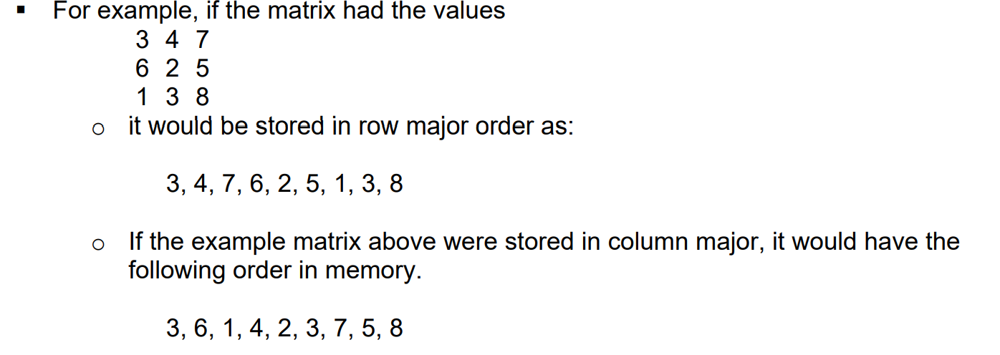 ▪ For example, if the matrix had the values
3 4 7
6 2 5
1 3 8
o it would be stored in row major order as:
3, 4, 7, 6, 2, 5, 1, 3, 8
o If the example matrix above were stored in column major, it would have the
following order in memory.
3, 6, 1, 4, 2, 3, 7, 5, 8